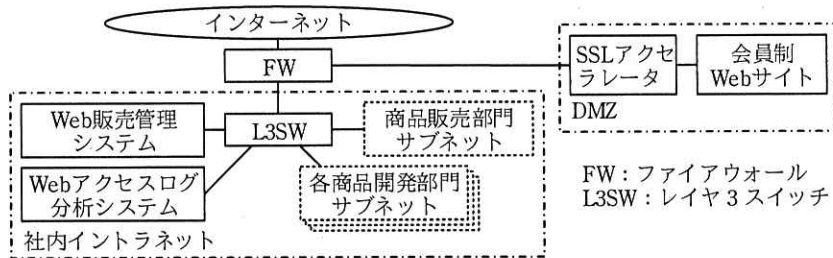 インターネット
FW
SSLアクセ
ラレータ
会員制
Webサイト
DMZ
Web販売管理
システム
L3SW
商品販売部門
サブネット
Webアクセスログ
分析システム
各商品開発部門
サブネット
社内イントラネット
FW：ファイアウォール
L3SW：レイヤ3スイッチ